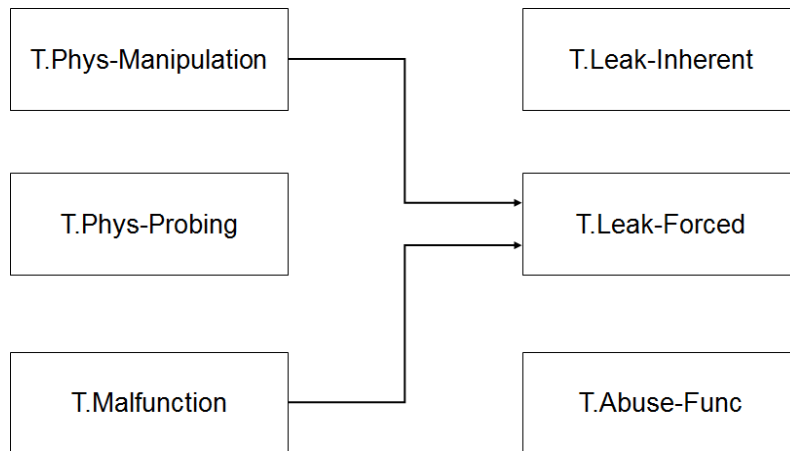 T.Phys-Manipulation
T.Leak-Inherent
T.Phys-Probing
T.Leak-Forced
T.Malfunction
T.Abuse-Func